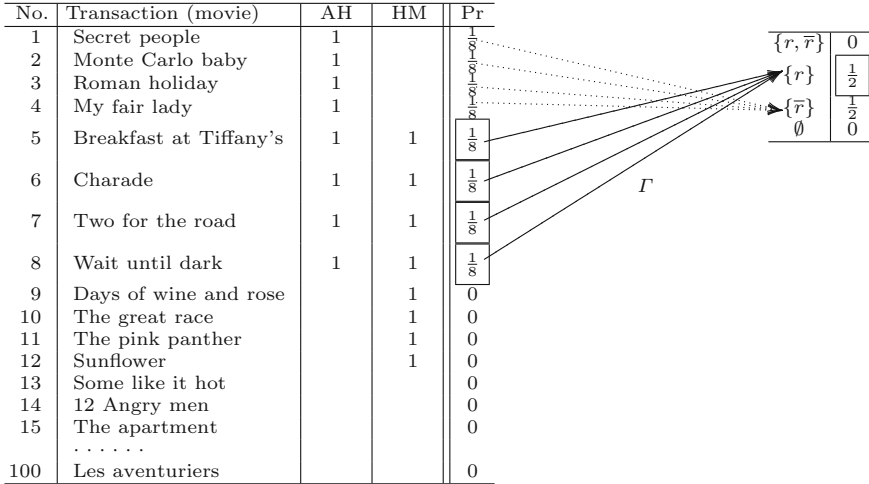 No. Transaction (movie) AH HM Pr
1 Secret people 1 1/8
2 Monte Carlo baby 1 1/8
3 Roman holiday 1 1/8
4 My fair lady 1 1/8
5 Breakfast at Tiffany's 1 1 1/8
6 Charade 1 1 1/8
7 Two for the road 1 1 1/8
8 Wait until dark 1 1 1/8
9 Days of wine and rose 1 0
10 The great race 1 0
11 The pink panther 1 0
12 Sunflower 1 0
13 Some like it hot 0
14 12 Angry men 0
15 The apartment 0
. . . . . .
100 Les aventuriers 0
Γ
{r, r̅} 0
{r} 1/2
{r̅} 1/2
∅ 0